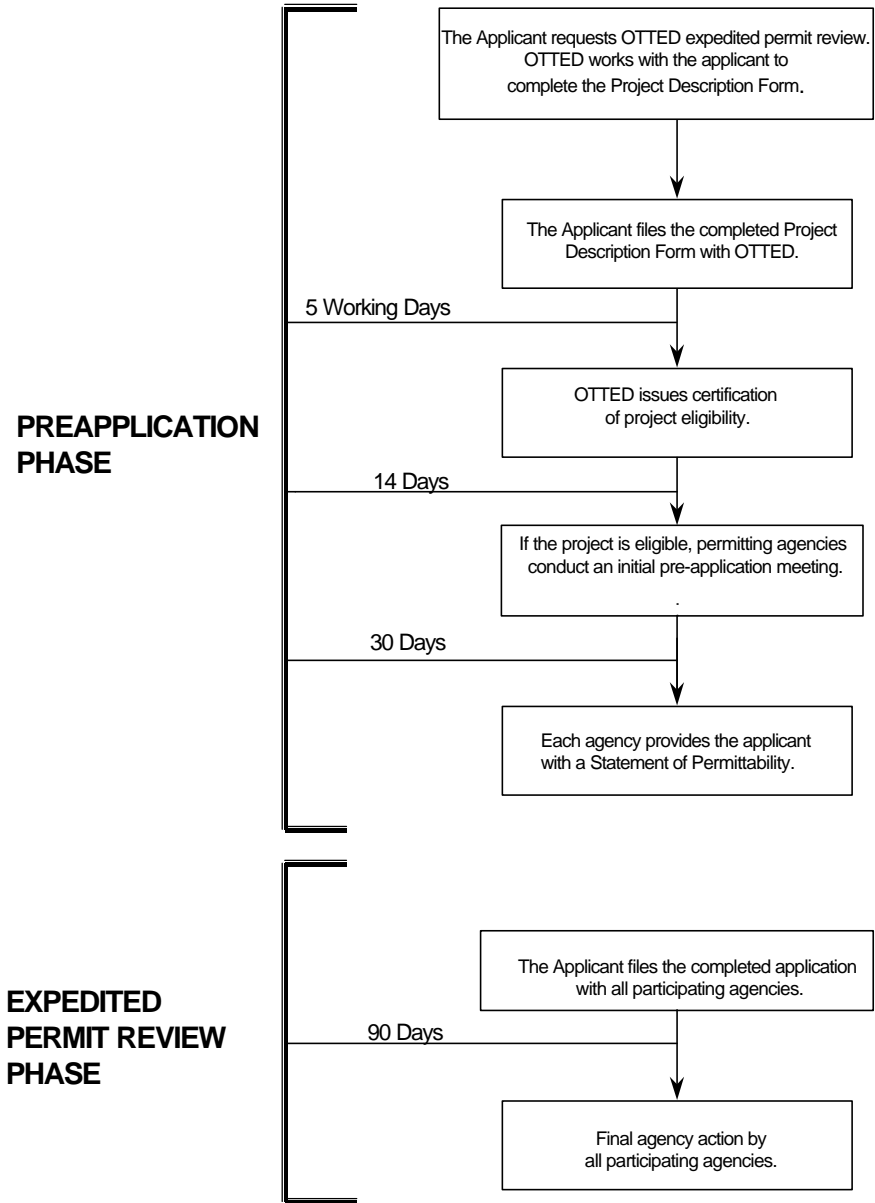 The Applicant requests OTTED expedited permit review.
OTTED works with the applicant to
complete the Project Description Form.
The Applicant files the completed Project
Description Form with OTTED.
5 Working Days
OTTED issues certification
of project eligibility.
PREAPPLICATION
PHASE
14 Days
If the project is eligible, permitting agencies
conduct an initial pre-application meeting.
.
30 Days
Each agency provides the applicant
with a Statement of Permittability.
The Applicant files the completed application
with all participating agencies.
EXPEDITED
PERMIT REVIEW
PHASE
90 Days
Final agency action by
all participating agencies.